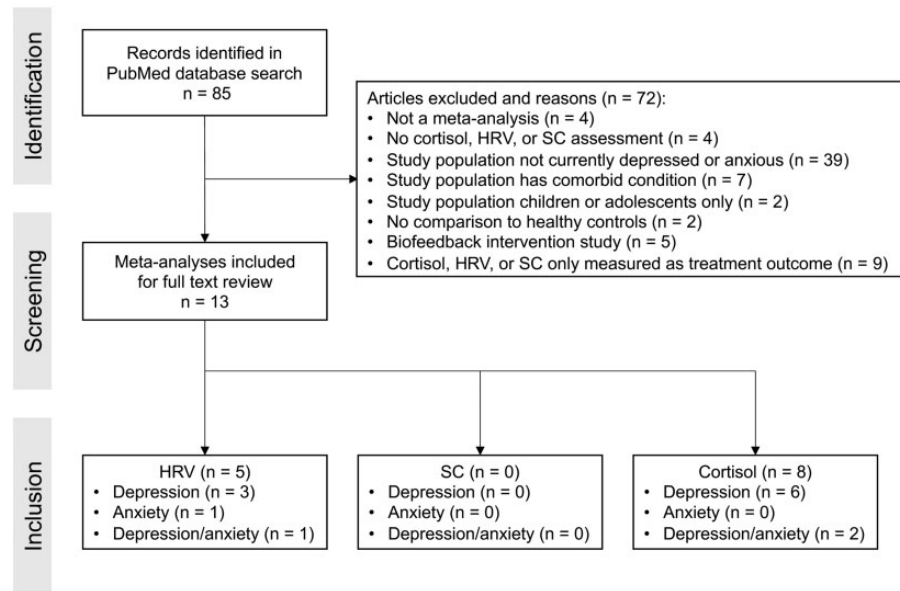 Identification
Records identified in
PubMed database search
n = 85
Articles excluded and reasons (n = 72):
• Not a meta-analysis (n = 4)
• No cortisol, HRV, or SC assessment (n = 4)
• Study population not currently depressed or anxious (n = 39)
• Study population has comorbid condition (n = 7)
• Study population children or adolescents only (n = 2)
• No comparison to healthy controls (n = 2)
• Biofeedback intervention study (n = 5)
• Cortisol, HRV, or SC only measured as treatment outcome (n = 9)
Screening
Meta-analyses included
for full text review
n = 13
Inclusion
HRV (n = 5)
• Depression (n = 3)
• Anxiety (n = 1)
• Depression/anxiety (n = 1)
SC (n = 0)
• Depression (n = 0)
• Anxiety (n = 0)
• Depression/anxiety (n = 0)
Cortisol (n = 8)
• Depression (n = 6)
• Anxiety (n = 0)
• Depression/anxiety (n = 2)